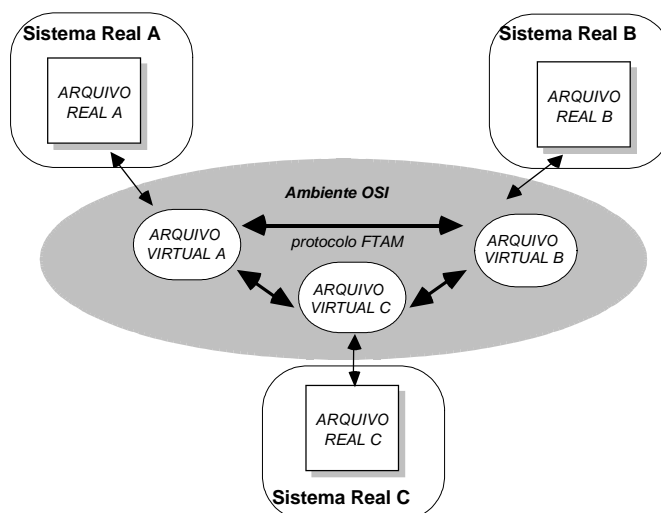 Sistema Real A
ARQUIVO
REAL A
Sistema Real B
ARQUIVO
REAL B
Ambiente OSI
protocolo FTAM
ARQUIVO
VIRTUAL A
ARQUIVO
VIRTUAL B
ARQUIVO
VIRTUAL C
ARQUIVO
REAL C
Sistema Real C